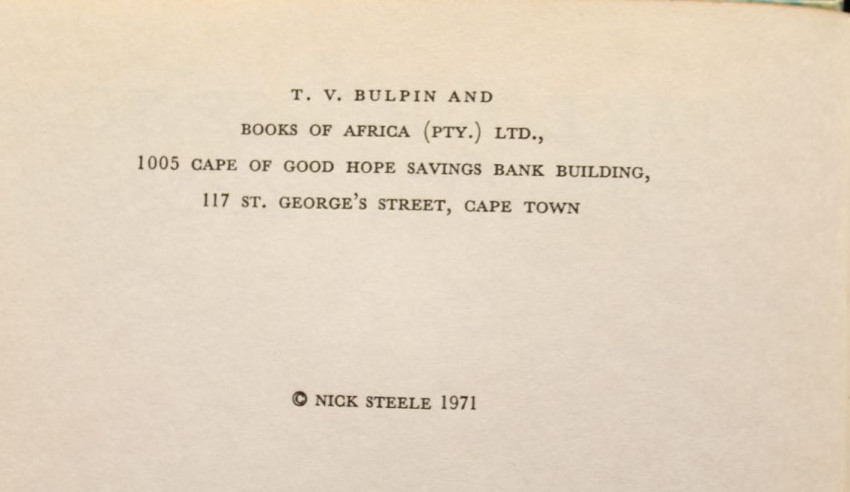 T. V. BULPIN AND
BOOKS OF AFRICA (PTY.) LTD.,
1005 CAPE OF GOOD HOPE SAVINGS BANK BUILDING,
117 ST. GEORGE'S STREET, CAPE TOWN
© NICK STEELE 1971